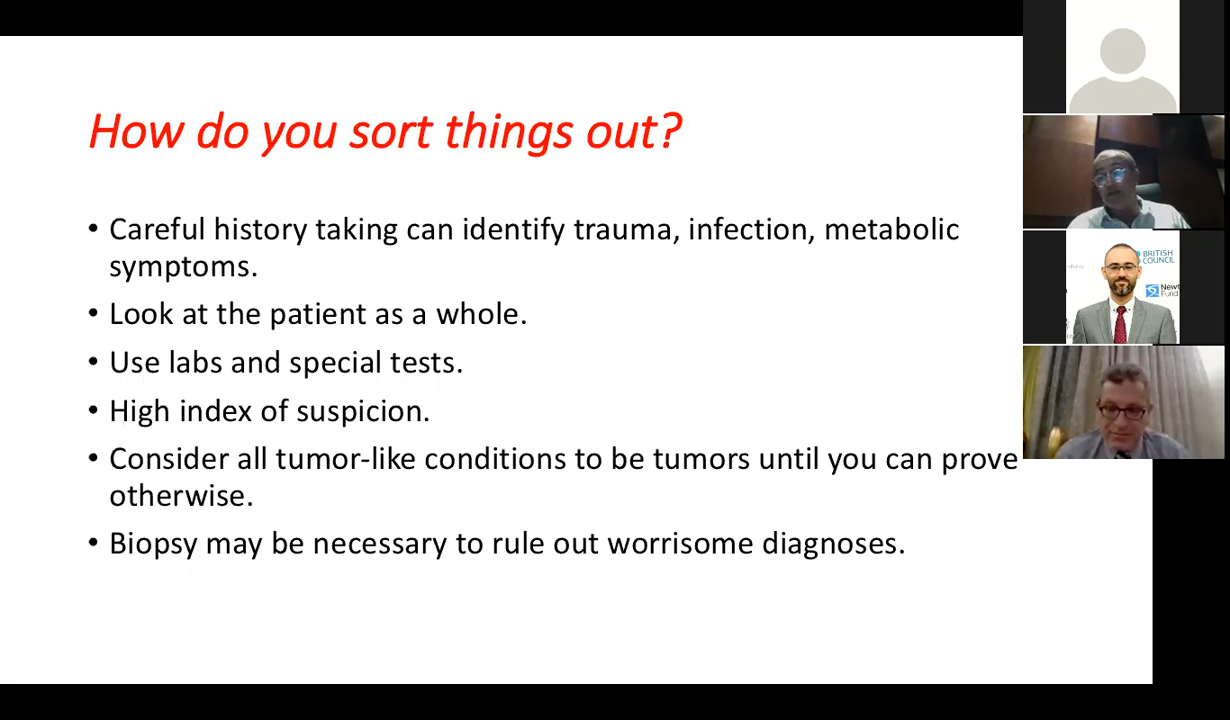 How do you sort things out?
• Careful history taking can identify trauma, infection, metabolic
symptoms.
• Look at the patient as a whole.
• Use labs and special tests.
• High index of suspicion.
• Consider all tumor-like conditions to be tumors until you can prove
otherwise.
• Biopsy may be necessary to rule out worrisome diagnoses.
BRITISH
COUNCIL
Fund